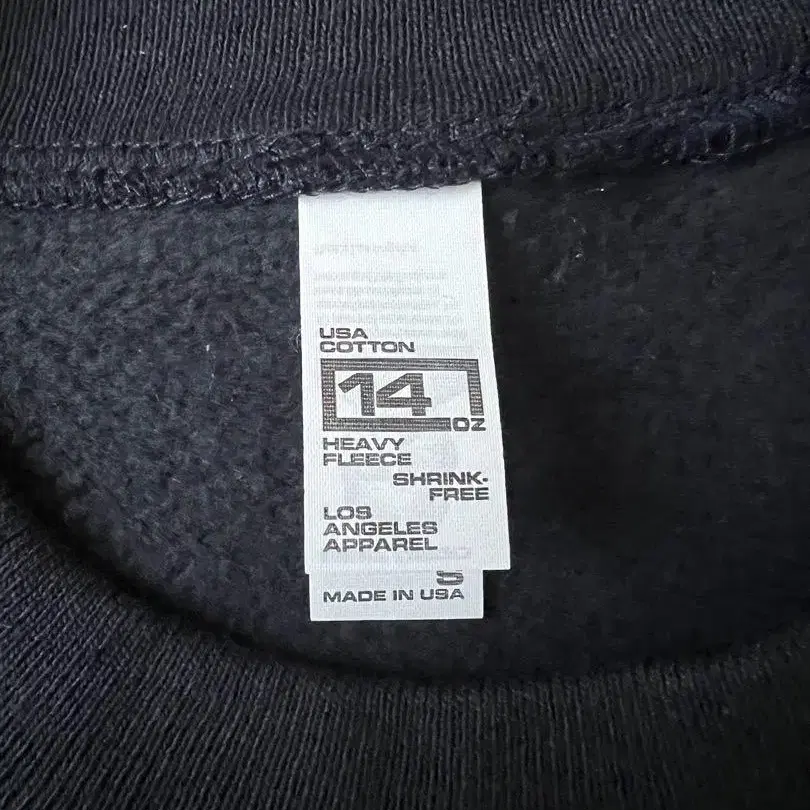 USA
COTTON
14
OZ
HEAVY
FLEECE
SHRINK-
FREE
LOS
ANGELES
APPAREL
S
MADE IN USA